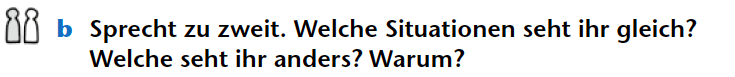 b Sprecht zu zweit. Welche Situationen seht ihr gleich?
Welche seht ihr anders? Warum?